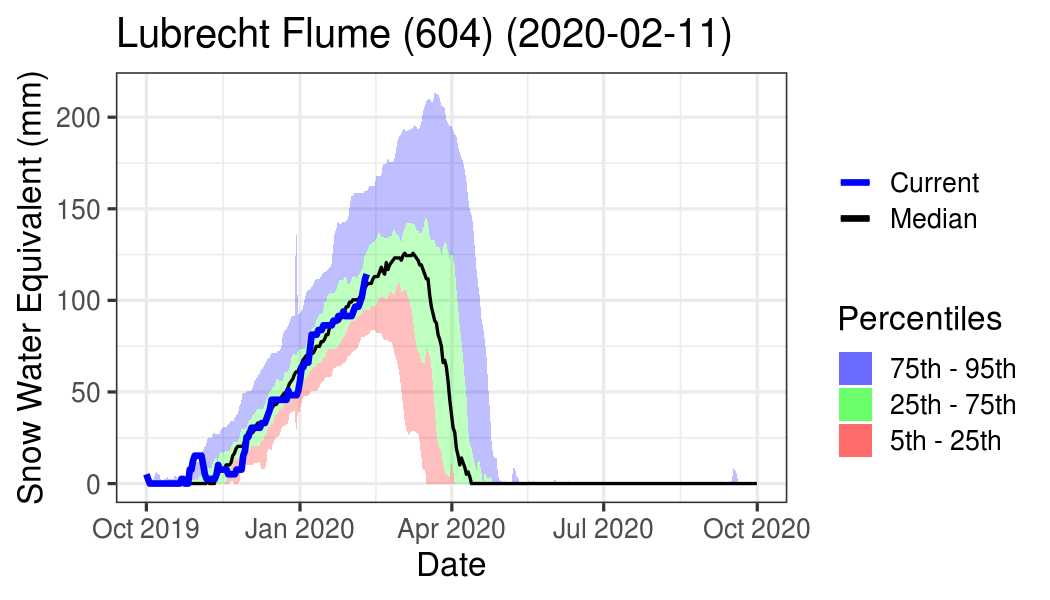 Lubrecht Flume (604) (2020-02-11)
Snow Water Equivalent (mm)
200
150
100
50
0
Oct 2019 Jan 2020 Apr 2020 Jul 2020 Oct 2020
Date
Current
Median
Percentiles
75th - 95th
25th - 75th
5th - 25th